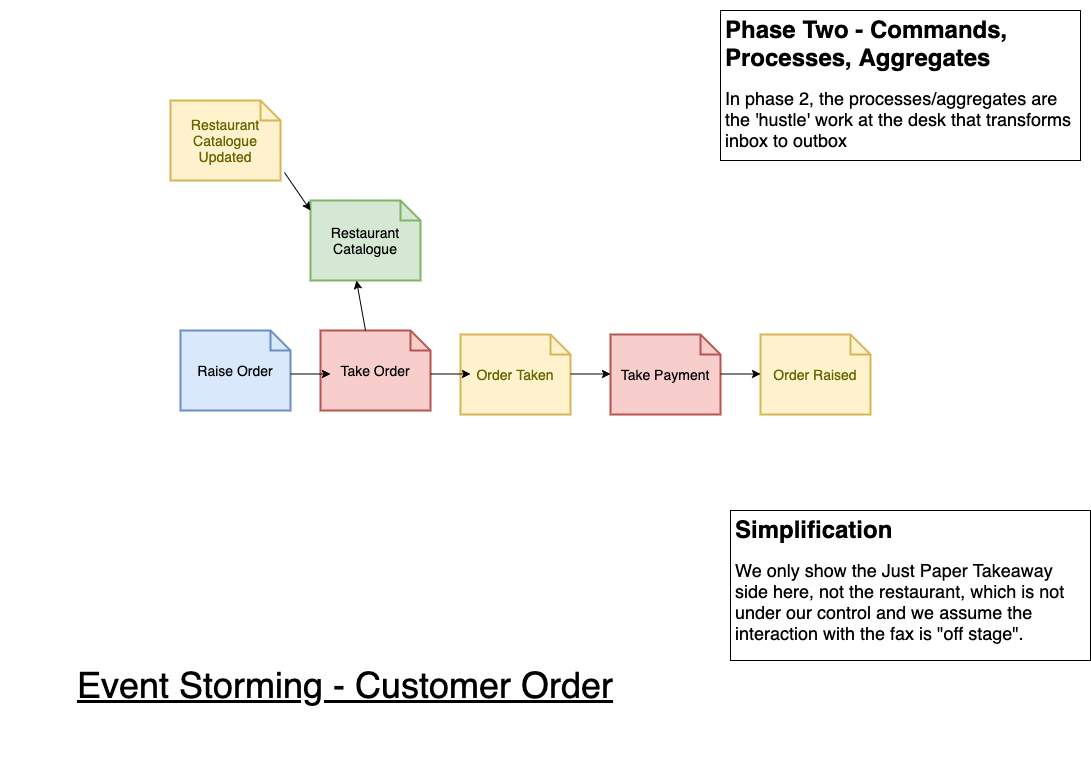 Phase Two - Commands,
Processes, Aggregates
In phase 2, the processes/aggregates are
the 'hustle' work at the desk that transforms
inbox to outbox
Restaurant
Catalogue
Updated
Restaurant
Catalogue
Raise Order
Take Order
Order Taken
Take Payment
Order Raised
Simplification
We only show the Just Paper Takeaway
side here, not the restaurant, which is not
under our control and we assume the
interaction with the fax is "off stage".
Event Storming - Customer Order